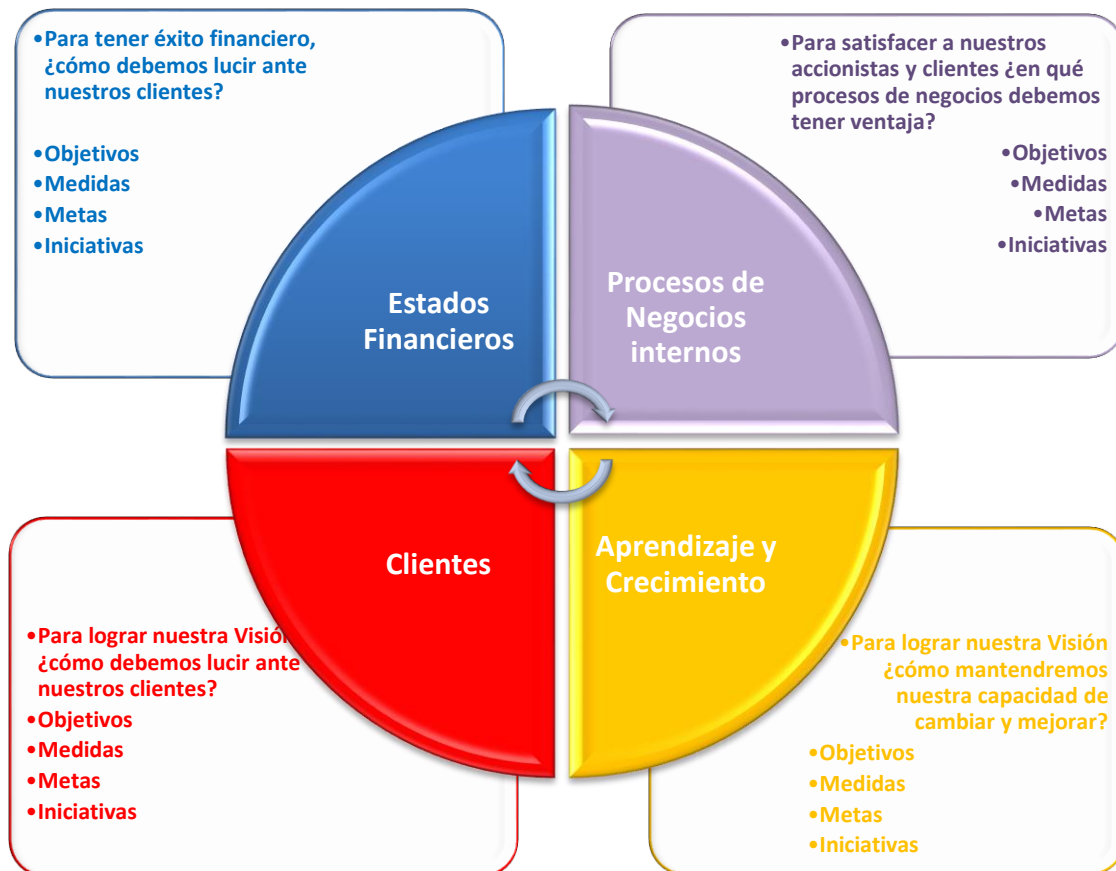 •Para tener éxito financiero,
¿cómo debemos lucir ante
nuestros clientes?
•Objetivos
•Medidas
•Metas
•Iniciativas
•Para satisfacer a nuestros
accionistas y clientes ¿en qué
procesos de negocios debemos
tener ventaja?
•Objetivos
•Medidas
•Metas
•Iniciativas
Estados
Financieros
Procesos de
Negocios
internos
Clientes
Aprendizaje y
Crecimiento
•Para lograr nuestra Visión
¿cómo debemos lucir ante
nuestros clientes?
•Objetivos
•Medidas
•Metas
•Iniciativas
•Para lograr nuestra Visión
¿cómo mantendremos
nuestra capacidad de
cambiar y mejorar?
•Objetivos
•Medidas
•Metas
•Iniciativas